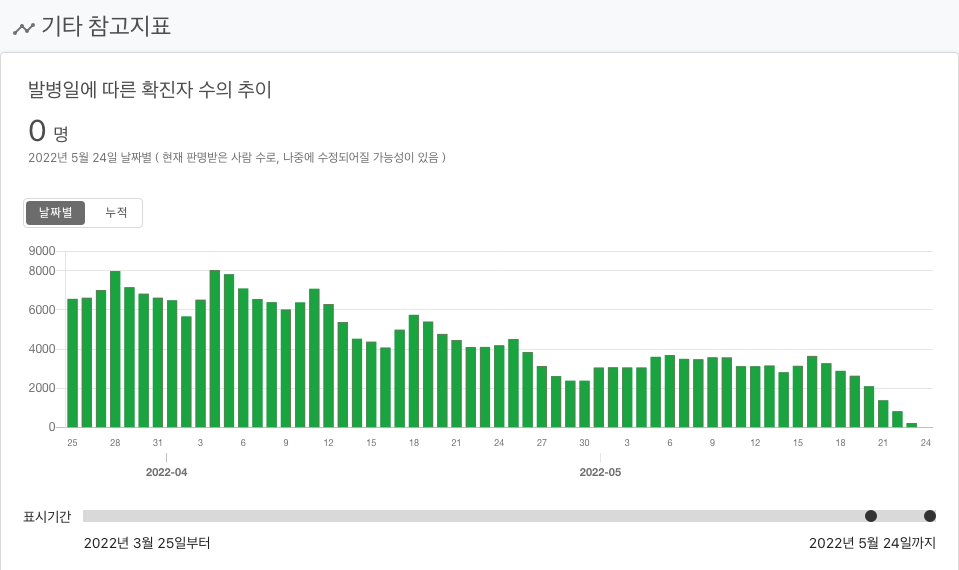 기타 참고지표
발병일에 따른 확진자 수의 추이
0 명
2022년 5월 24일 날짜별 ( 현재 판명받은 사람 수로, 나중에 수정되어질 가능성이 있음 )
날짜별 누적
9000
8000
6000
4000
2000
0
25 28 31 3 6 9 12 15 18 21 24 27 30 3 6 9 12 15 18 21 24
2022-04 2022-05
표시기간
2022년 3월 25일부터 2022년 5월 24일까지